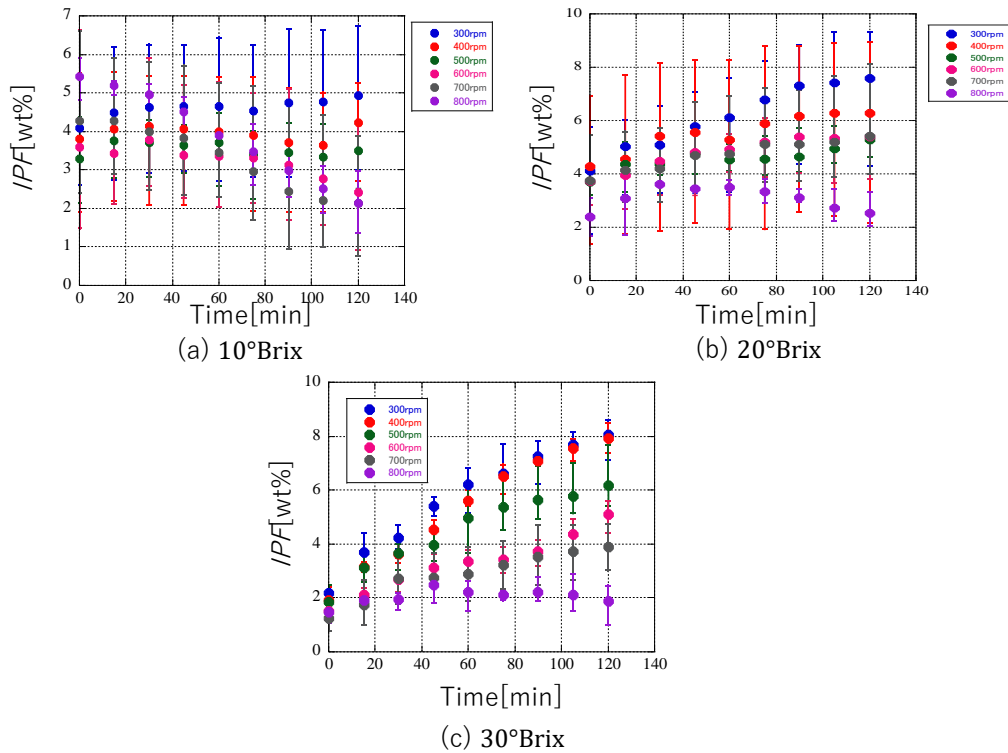 7
6
5
4
3
2
1
0
IPF[wt%]
0 20 40 60 80 100 120 140
Time[min]
300rpm
400rpm
500rpm
600rpm
700rpm
800rpm
(a) 10°Brix
10
8
6
4
2
0
IPF[wt%]
0 20 40 60 80 100 120 140
Time[min]
300rpm
400rpm
500rpm
600rpm
700rpm
800rpm
(b) 20°Brix
10
8
6
4
2
0
IPF[wt%]
300rpm
400rpm
500rpm
600rpm
700rpm
800rpm
0 20 40 60 80 100 120 140
Time[min]
(c) 30°Brix